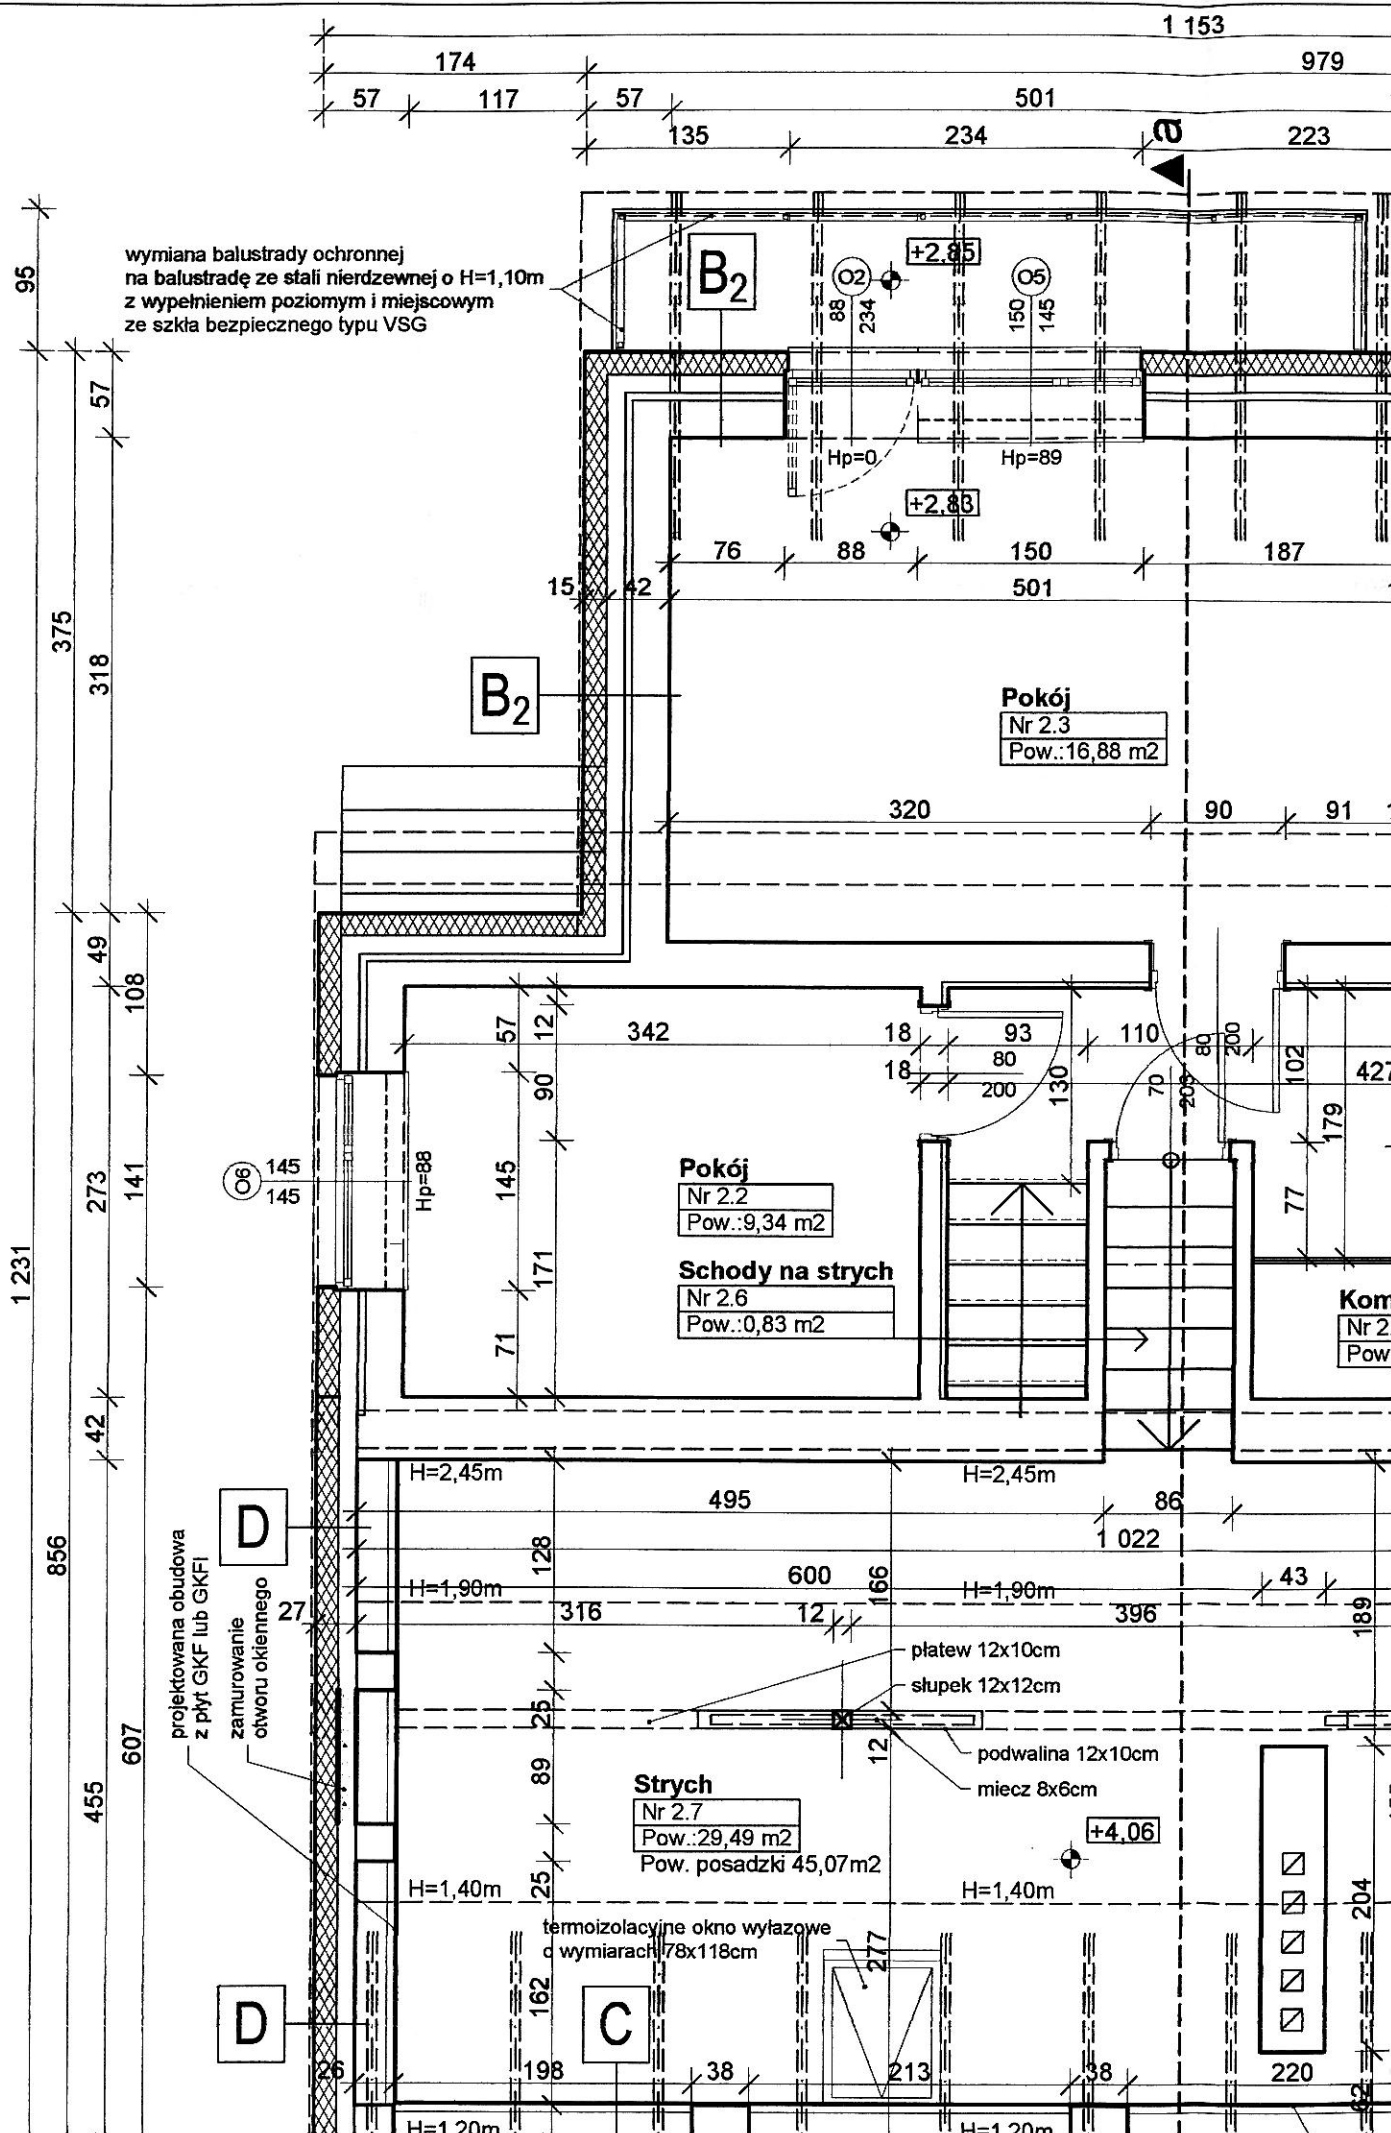 1 153
174
979
57
117
57
501
135
234
a
223
95
wymiana balustrady ochronnej
na balustradę ze stali nierdzewnej o H=1,10m
z wypełnieniem poziomym i miejscowym
ze szkła bezpiecznego typu VSG
B2
O2
88
234
+2,85
O5
150
145
57
Hp=0
Hp=89
+2,83
76
88
150
187
15
42
501
375
318
B2
Pokój
Nr 2.3
Pow.:16,88 m2
320
90
91
49
108
57
12
342
18
93
110
80
200
102
80
200
18
130
70
203
427
179
90
O6
145
145
Hp=88
273
141
145
171
71
77
Pokój
Nr 2.2
Pow.:9,34 m2
Schody na strych
Nr 2.6
Pow.:0,83 m2
Kom
Nr 2.
Pow
1 231
42
H=2,45m
H=2,45m
D
495
86
128
1 022
856
projektowana obudowa
z płyt GKF lub GKFI
zamurowanie
otworu okiennego
600
166
43
H=1,90m
H=1,90m
27
316
12
396
189
płatew 12x10cm
słupek 12x12cm
25
12
podwalina 12x10cm
miecz 8x6cm
607
455
89
Strych
Nr 2.7
Pow.:29,49 m2
Pow. posadzki 45,07m2
+4,06
H=1,40m
25
H=1,40m
204
termoizolacyjne okno wyłazowe
o wymiarach 78x118cm
277
162
D
C
26
198
38
213
38
220
62
H=1,20m
H=1,20m